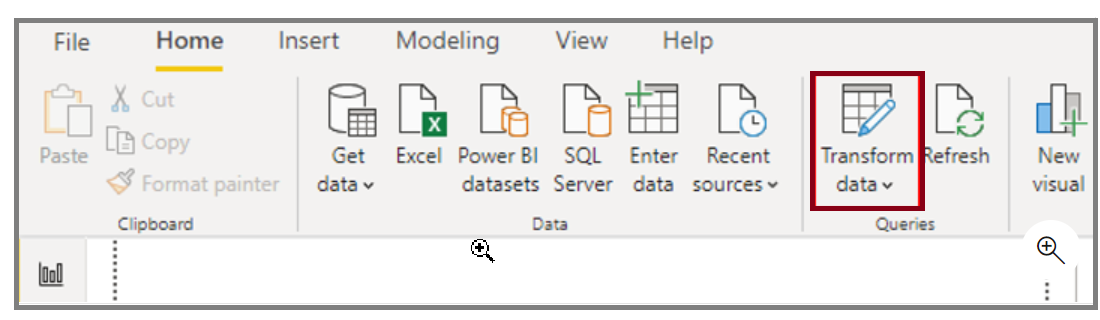 File Home Insert Modeling View Help
Cut
Copy
Format painter
Paste
Get data
Excel
Power BI datasets
SQL Server
Enter data
Recent sources
Transform data
Refresh
New visual
Clipboard
Data
Queries